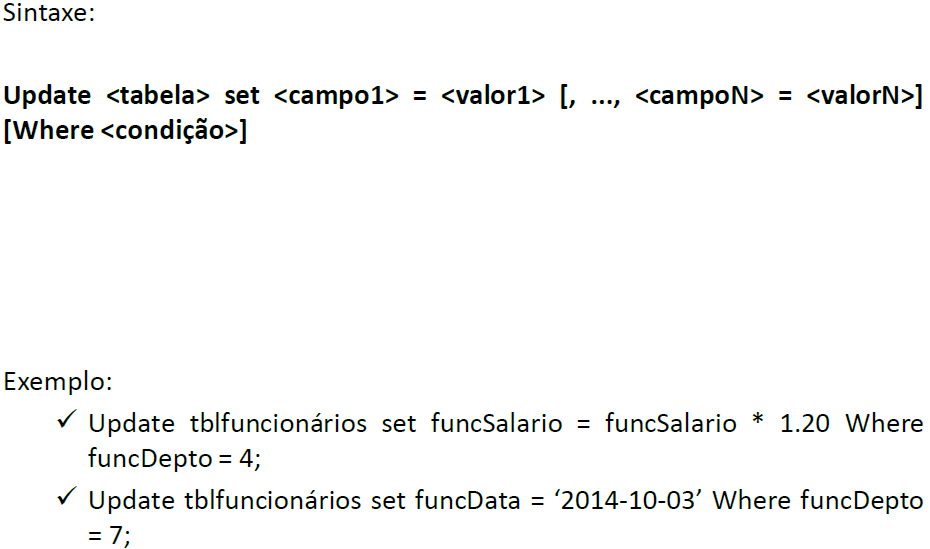 Sintaxe:
Update <tabela> set <campo1> = <valor1> [, ..., <campoN> = <valorN>]
[Where <condição>]
Exemplo:
✓ Update tblfuncionários set funcSalario = funcSalario * 1.20 Where
funcDepto = 4;
✓ Update tblfuncionários set funcData = ‘2014-10-03’ Where funcDepto
= 7;